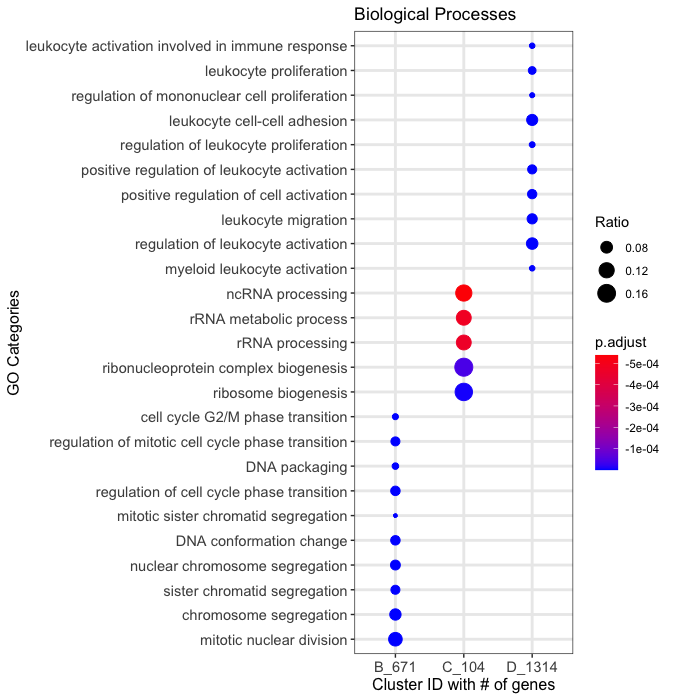 Biological Processes
leukocyte activation involved in immune response
leukocyte proliferation
regulation of mononuclear cell proliferation
leukocyte cell-cell adhesion
regulation of leukocyte proliferation
positive regulation of leukocyte activation
positive regulation of cell activation
leukocyte migration
regulation of leukocyte activation
myeloid leukocyte activation
ncRNA processing
rRNA metabolic process
rRNA processing
ribonucleoprotein complex biogenesis
ribosome biogenesis
cell cycle G2/M phase transition
regulation of mitotic cell cycle phase transition
DNA packaging
regulation of cell cycle phase transition
mitotic sister chromatid segregation
DNA conformation change
nuclear chromosome segregation
sister chromatid segregation
chromosome segregation
mitotic nuclear division
GO Categories
B_671 C_104 D_1314
Cluster ID with # of genes
Ratio
0.08
0.12
0.16
p.adjust
-5e-04
-4e-04
-3e-04
-2e-04
-1e-04